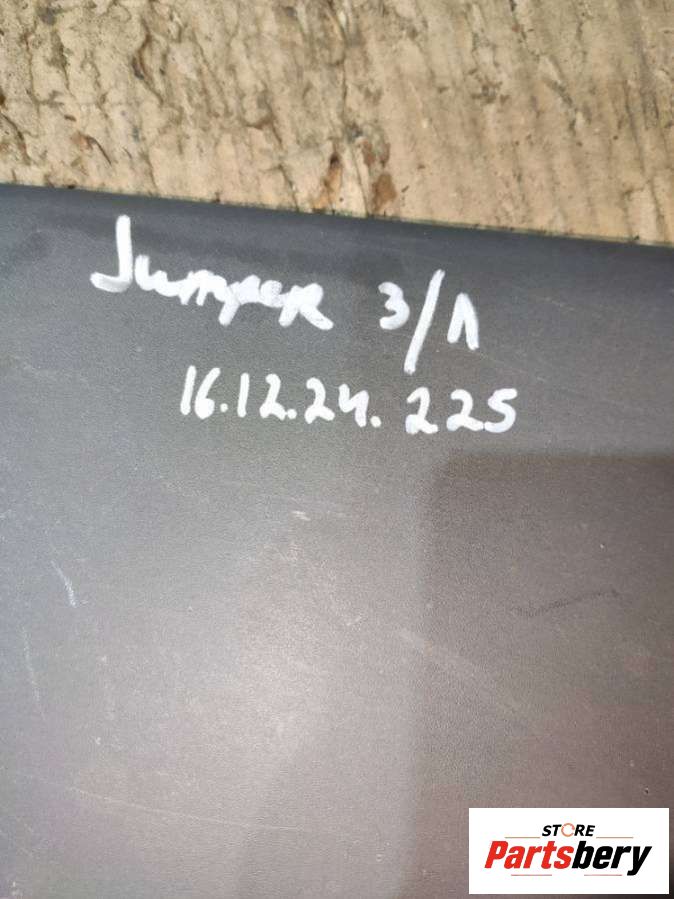 Jumper 3/Л
16.12.24.225
STORE
Partsbery